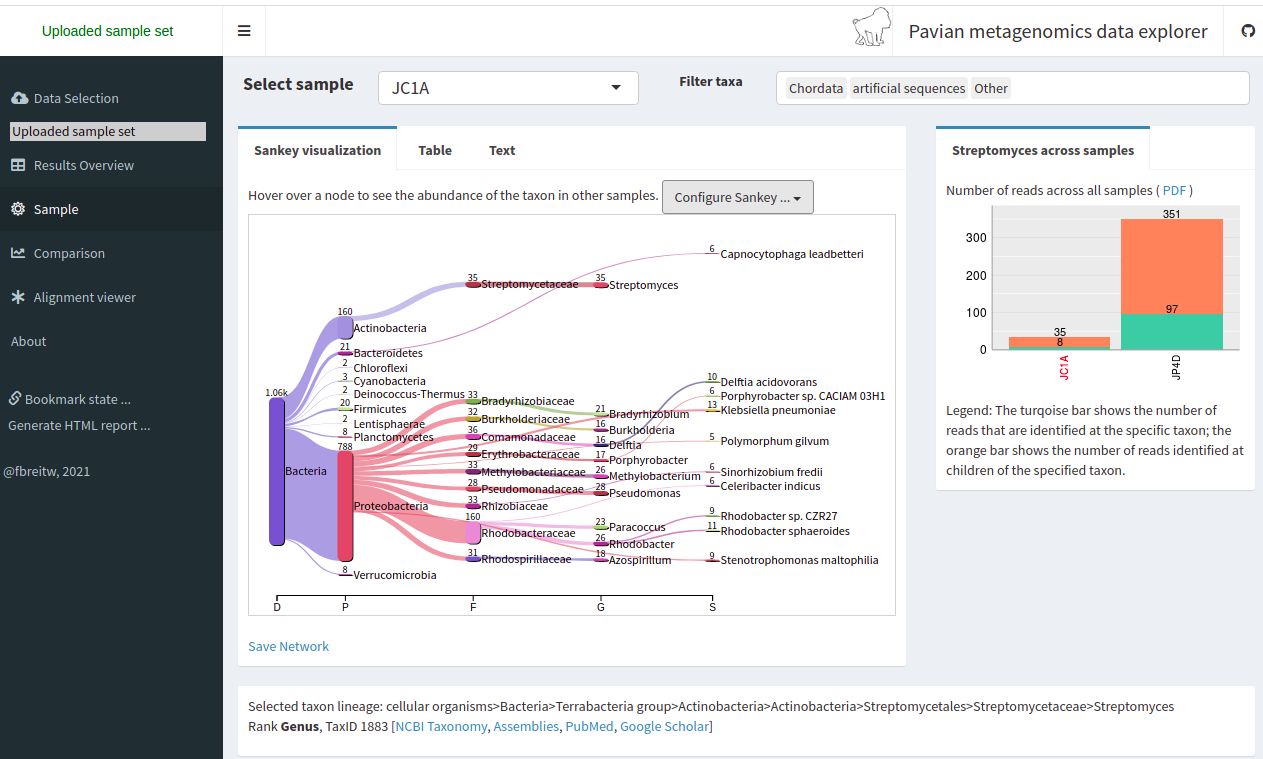 Uploaded sample set
Pavian metagenomics data explorer
Data Selection
Uploaded sample set
Results Overview
Sample
Comparison
Alignment viewer
About
Bookmark state ...
Generate HTML report ...
@fbreitw, 2021
Select sample
JC1A
Filter taxa
Chordata artificial sequences Other
Sankey visualization Table Text
Hover over a node to see the abundance of the taxon in other samples. Configure Sankey ...
6
Capnocytophaga leadbetteri
35 35
Streptomycetaceae Streptomyces
160
Actinobacteria
21
Bacteroidetes
2
Chloroflexi
3
Cyanobacteria
2
Deinococcus-Thermus
20
Firmicutes
2
Lentisphaerae
8
Planctomycetes
788
Proteobacteria
8
Verrucomicrobia
1.06k
Bacteria
33
Bradyrhizobiaceae
32
Burkholderiaceae
36
Comamonadaceae
29
Erythrobacteraceae
33
Methylobacteriaceae
28
Pseudomonadaceae
33
Rhizobiaceae
160
Rhodobacteraceae
31
Rhodospirillaceae
21
Bradyrhizobium
16
Burkholderia
16
Delftia
17
Porphyrobacter
26
Methylobacterium
28
Pseudomonas
23
Paracoccus
26
Rhodobacter
18
Azospirillum
10
Delftia acidovorans
6
Porphyrobacter sp. CACIAM 03H1
13
Klebsiella pneumoniae
5
Polymorphum gilvum
6
Sinorhizobium fredii
6
Celeribacter indicus
9
Rhodobacter sp. CZR27
11
Rhodobacter sphaeroides
9
Stenotrophomonas maltophilia
D P F G S
Save Network
Streptomyces across samples
Number of reads across all samples ( PDF )
351
300
200
100
97
35
8
0
JC1A
JP4D
Legend: The turqoise bar shows the number of
reads that are identified at the specific taxon; the
orange bar shows the number of reads identified at
children of the specified taxon.
Selected taxon lineage: cellular organisms>Bacteria>Terrabacteria group>Actinobacteria>Actinobacteria>Streptomycetales>Streptomycetaceae>Streptomyces
Rank Genus, TaxID 1883 [NCBI Taxonomy, Assemblies, PubMed, Google Scholar]